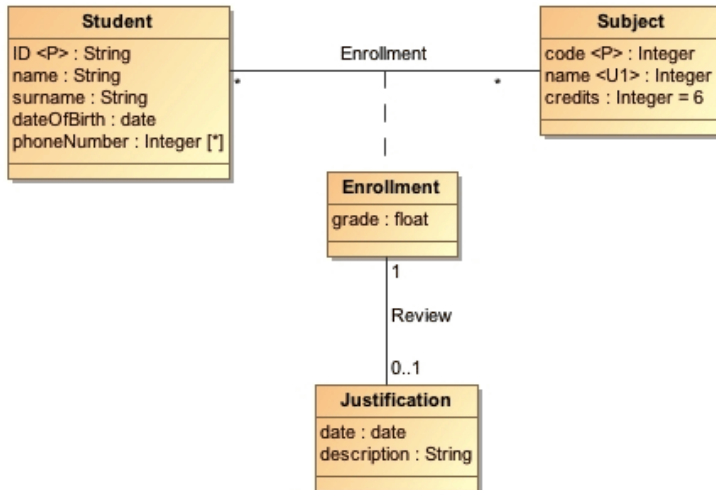 Student
ID <P> : String
name : String
surname : String
dateOfBirth : date
phoneNumber : Integer [*]
Enrollment
*
*
Subject
code <P> : Integer
name <U1> : Integer
credits : Integer = 6
Enrollment
grade : float
1
Review
0..1
Justification
date : date
description : String